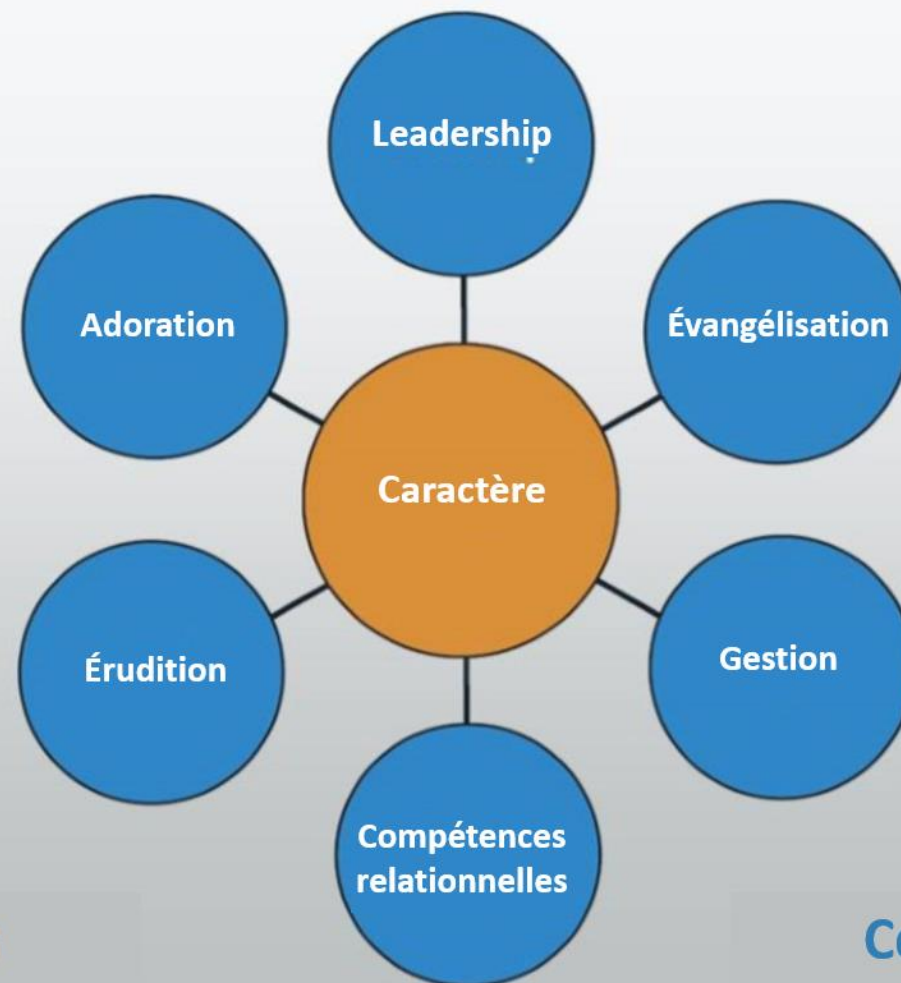 Leadership
Adoration
Évangélisation
Caractère
Érudition
Gestion
Compétences
relationnelles